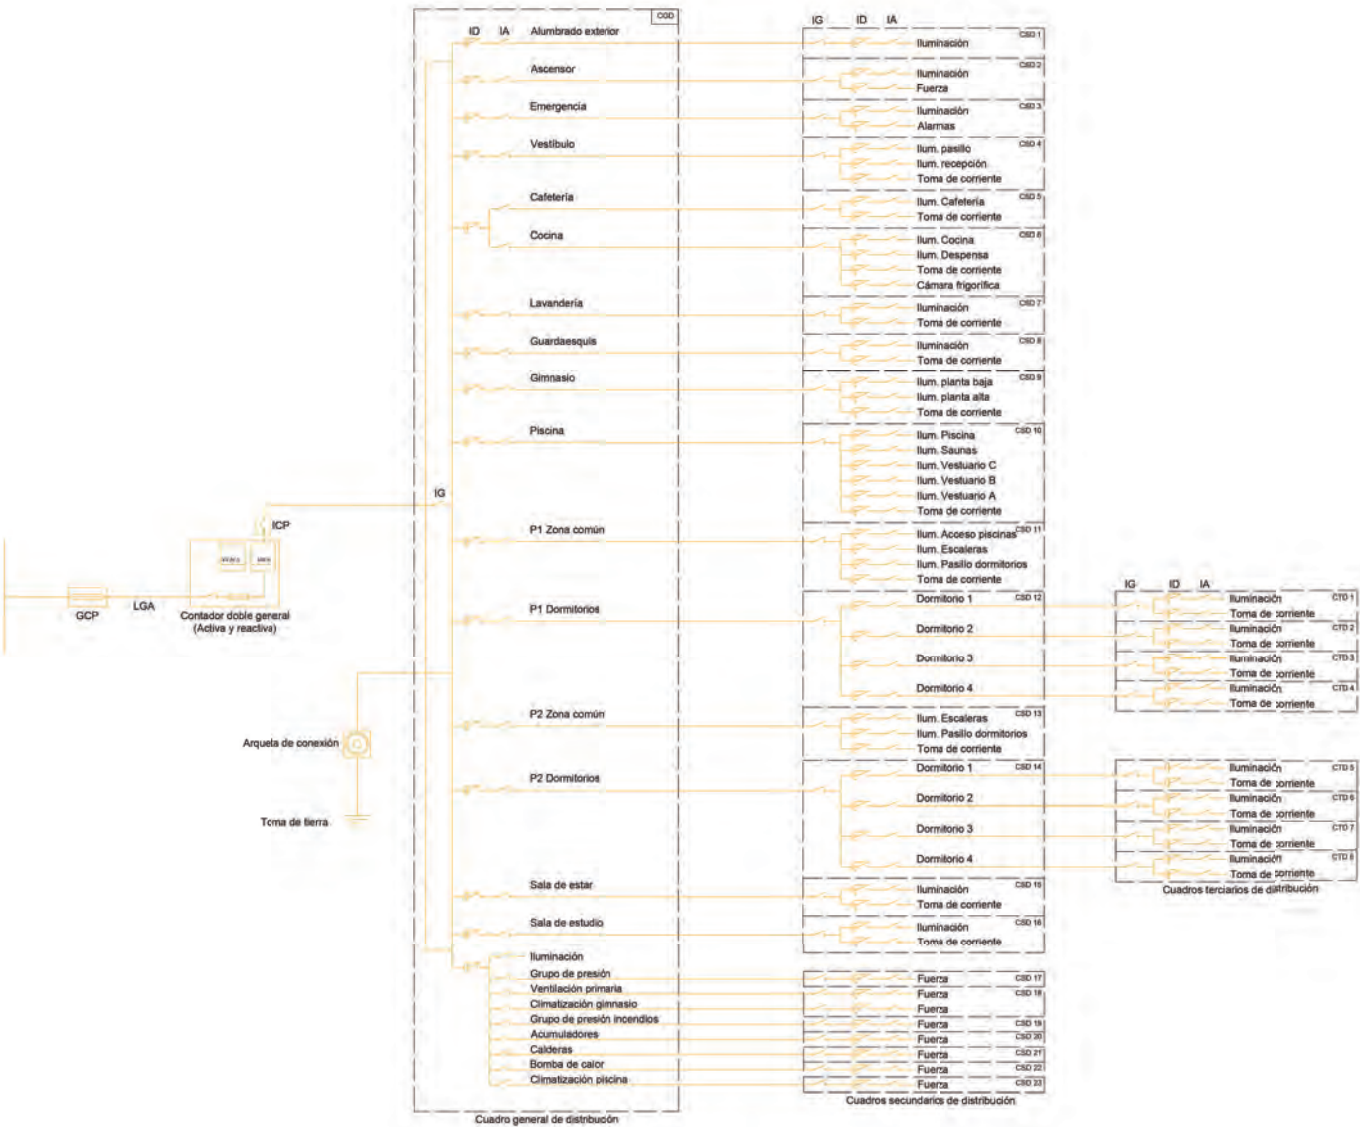 CGD
ID IA Alumbrado exterior
Ascensor
Emergencia
Vestíbulo
Cafetería
Cocina
Lavandería
Guardaesquis
Gimnasio
Piscina
IG
P1 Zona común
P1 Dormitorios
P2 Zona común
P2 Dormitorios
Sala de estar
Sala de estudio
Iluminación
Grupo de presión
Ventilación primaria
Climatización gimnasio
Grupo de presión incendios
Acumuladores
Calderas
Bomba de calor
Climatización piscina
Cuadro general de distribución
ICP
GCP
LGA
Contador doble general
(Activa y reactiva)
Arqueta de conexión
Toma de tierra
IG ID IA
CSD 1
Iluminación
CSD 2
Iluminación
Fuerza
CSD 3
Iluminación
Alarmas
CSD 4
Ilum. pasillo
Ilum. recepción
Toma de corriente
CSD 5
Ilum. Cafetería
Toma de corriente
CSD 6
Ilum. Cocina
Ilum. Despensa
Toma de corriente
Cámara frigorífica
CSD 7
Iluminación
Toma de corriente
CSD 8
Iluminación
Toma de corriente
CSD 9
Ilum. planta baja
Ilum. planta alta
Toma de corriente
CSD 10
Ilum. Piscina
Ilum. Saunas
Ilum. Vestuario C
Ilum. Vestuario B
Ilum. Vestuario A
Toma de corriente
CSD 11
Ilum. Acceso piscinas
Ilum. Escaleras
Ilum. Pasillo dormitorios
Toma de corriente
Dormitorio 1 CSD 12
Dormitorio 2
Dormitorio 3
Dormitorio 4
CSD 13
Ilum. Escaleras
Ilum. Pasillo dormitorios
Toma de corriente
Dormitorio 1 CSD 14
Dormitorio 2
Dormitorio 3
Dormitorio 4
CSD 15
Iluminación
Toma de corriente
CSD 16
Iluminación
Toma de corriente
Fuerza CSD 17
Fuerza CSD 18
Fuerza
Fuerza CSD 19
Fuerza CSD 20
Fuerza CSD 21
Fuerza CSD 22
Fuerza CSD 23
Cuadros secundarios de distribución
IG ID IA
Iluminación CTD 1
Toma de corriente
Iluminación CTD 2
Toma de corriente
Iluminación CTD 3
Toma de corriente
Iluminación CTD 4
Toma de corriente
Iluminación CTD 5
Toma de corriente
Iluminación CTD 6
Toma de corriente
Iluminación CTD 7
Toma de corriente
Iluminación CTD 8
Toma de corriente
Cuadros terciarios de distribución